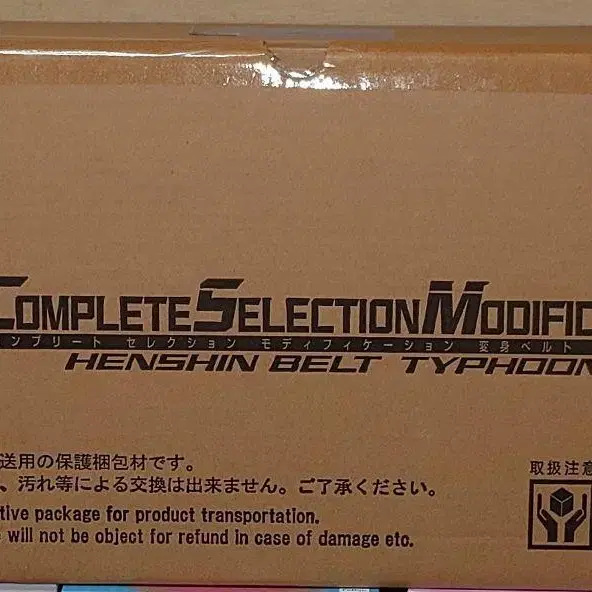 COMPLETE SELECTION MODIFIC
ンプリート セレクション モディフィケーション 変身ベルト
HENSHIN BELT TYPHOON
送用の保護梱包材です。
、汚れ等による交換は出来ません。ご了承ください。
取扱注意
tive package for product transportation.
will not be object for refund in case of damage etc.